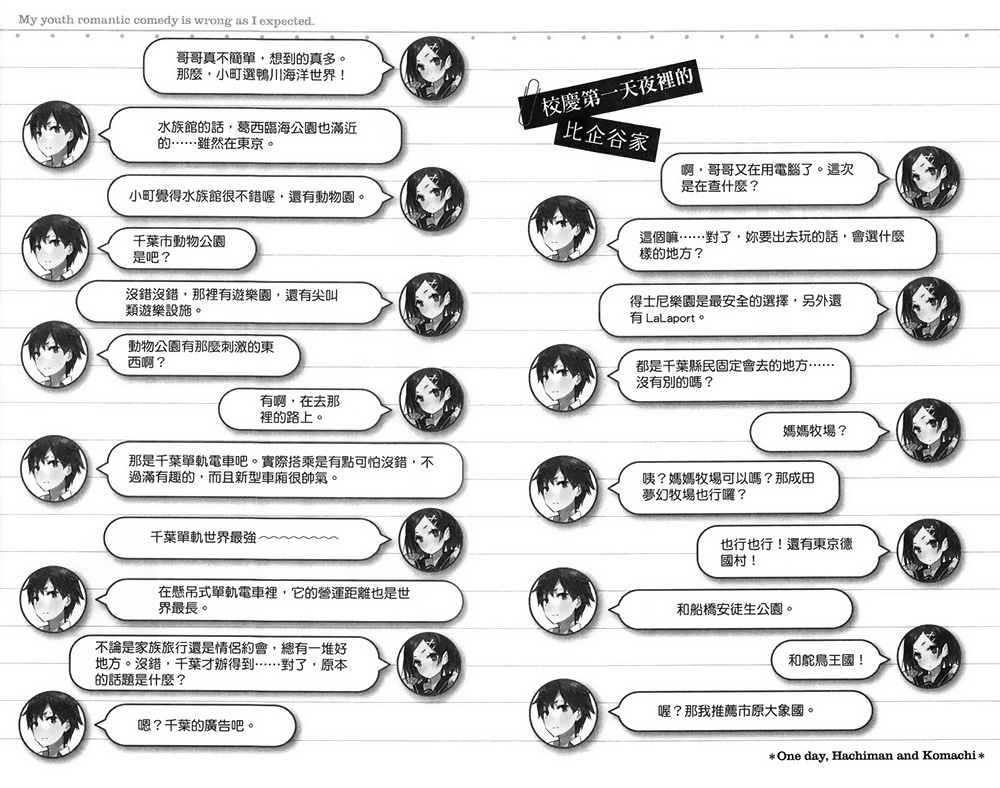 My youth romantic comedy is wrong as I expected.
校慶第一天夜裡的
比企谷家
啊，哥哥又在用電腦了。這次
是在查什麼？
這個嘛……對了，妳要出去玩的話，會選什麼
樣的地方？
得士尼樂園是最安全的選擇，另外還
有 LaLaport。
都是千葉縣民固定會去的地方……
沒有別的嗎？
媽媽牧場？
咦？媽媽牧場可以嗎？那成田
夢幻牧場也行囉？
也行也行！還有東京德
國村！
和船橋安徒生公園。
和鴕鳥王國！
喔？那我推薦市原大象國。
哥哥真不簡單，想到的真多。
那麼，小町選鴨川海洋世界！
水族館的話，葛西臨海公園也滿近
的……雖然在東京。
小町覺得水族館很不錯喔，還有動物園。
千葉市動物公園
是吧？
沒錯沒錯，那裡有遊樂園，還有尖叫
類遊樂設施。
動物公園有那麼刺激的東
西啊？
有啊，在去那
裡的路上。
那是千葉單軌電車吧。實際搭乘是有點可怕沒錯，不
過滿有趣的，而且新型車廂很帥氣。
千葉單軌世界最強～～～～～～～～
在懸吊式單軌電車裡，它的營運距離也是世
界最長。
不論是家族旅行還是情侶約會，總有一堆好
地方。沒錯，千葉才辦得到……對了，原本
的話題是什麼？
嗯？千葉的廣告吧。
＊One day, Hachiman and Komachi＊